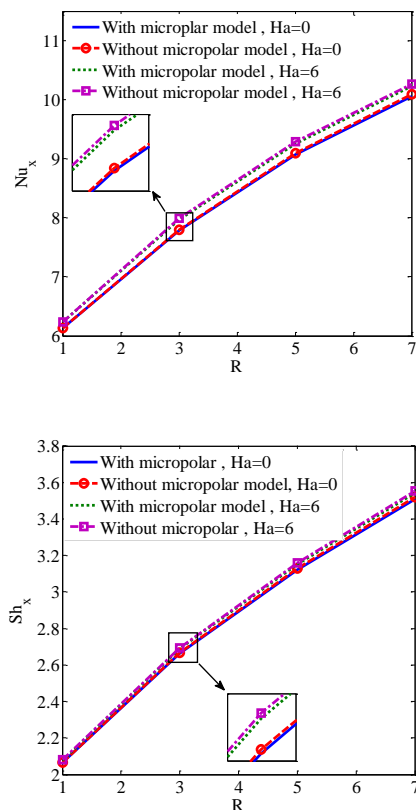 With microplar model , Ha=0
Without micropolar model , Ha=0
With microplar model , Ha=6
Without micropolar model , Ha=6
11
10
9
8
7
6
Nu_x
1 2 3 4 5 6 7
R
With micropolar , Ha=0
Without micropolar model, Ha=0
With micropolar model , Ha=6
Without micropolar , Ha=6
3.8
3.6
3.4
3.2
3
2.8
2.6
2.4
2.2
2
Sh_x
1 2 3 4 5 6 7
R